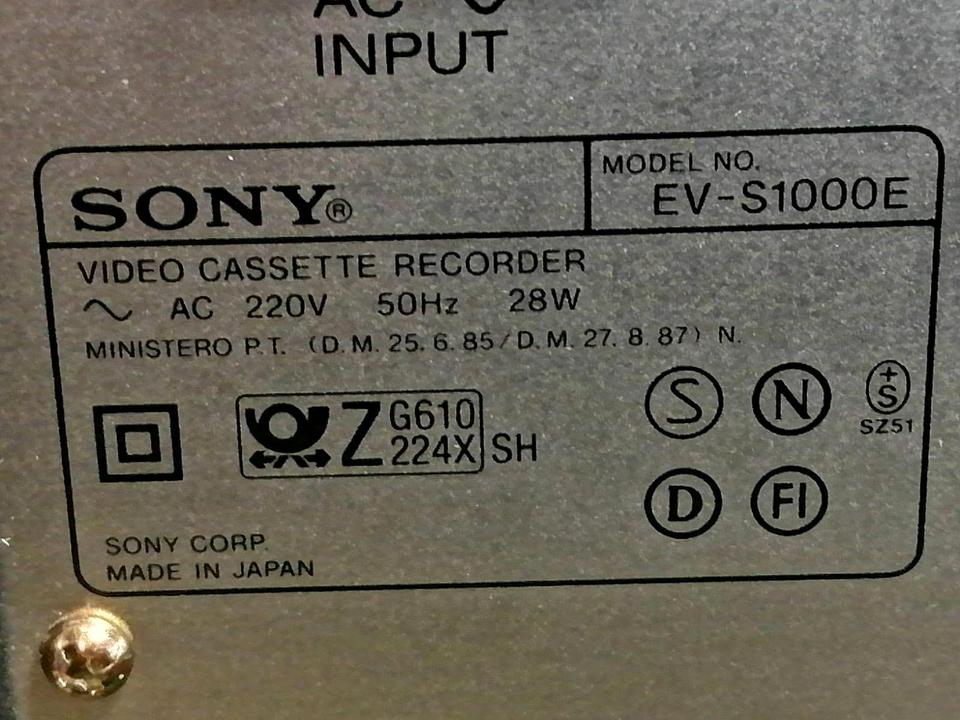 AC
INPUT
SONY®
MODEL NO.
EV-S1000E
VIDEO CASSETTE RECORDER
~ AC 220V 50Hz 28W
MINISTERO P.T. (D.M. 25.6.85/D.M. 27.8.87) N.
Z G610
224X SH
S N +S
SZ51
D FI
SONY CORP.
MADE IN JAPAN